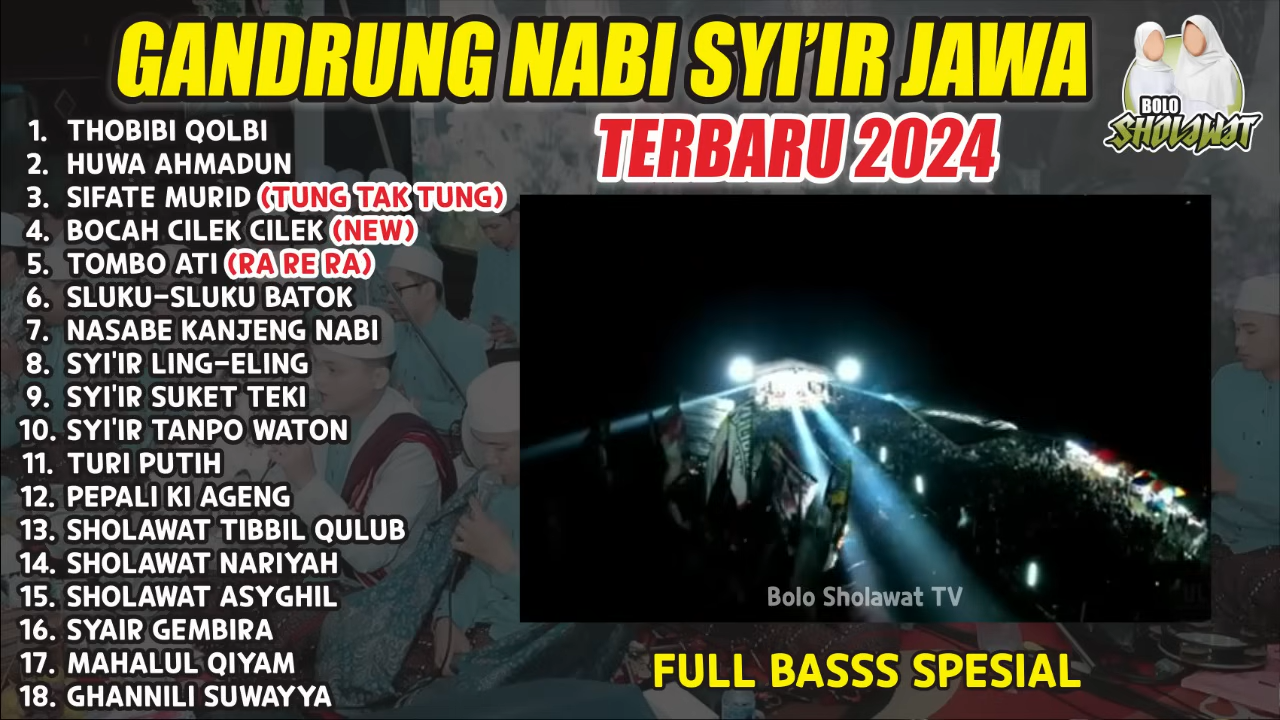 GANDRUNG NABI SYI'IR JAWA
TERBARU 2024
BOLO
SHOLAWAT
1. THOBIBI QOLBI
2. HUWA AHMADUN
3. SIFATE MURID (TUNG TAK TUNG)
4. BOCAH CILEK CILEK (NEW)
5. TOMBO ATI (RA RE RA)
6. SLUKU-SLUKU BATOK
7. NASABE KANJENG NABI
8. SYI'IR LING-ELING
9. SYI'IR SUKET TEKI
10. SYI'IR TANPO WATON
11. TURI PUTIH
12. PEPALI KI AGENG
13. SHOLAWAT TIBBIL QULUB
14. SHOLAWAT NARIYAH
15. SHOLAWAT ASYGHIL
16. SYAIR GEMBIRA
17. MAHALUL QIYAM
18. GHANNILI SUWAYYA
Bolo Sholawat TV
FULL BASSS SPESIAL